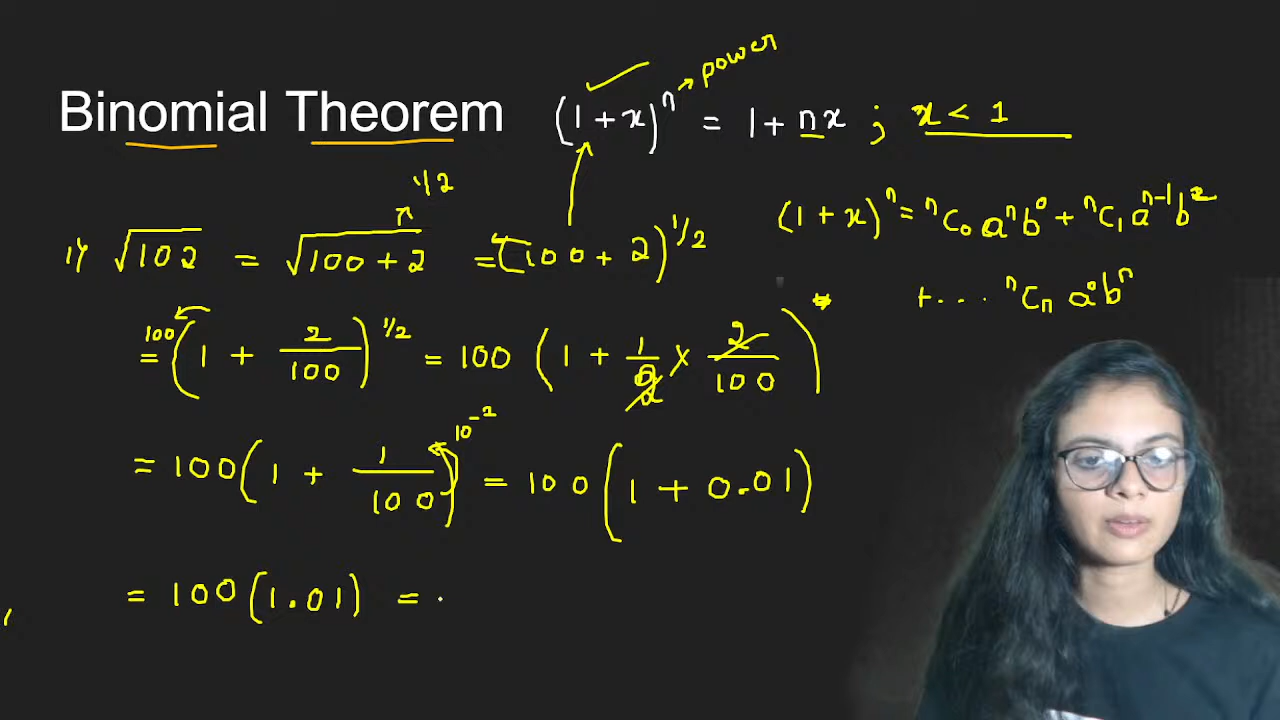 Binomial Theorem (1 + x)ⁿ → power = 1 + nx ; x < 1
(1 + x)ⁿ = ⁿC₀ aⁿ b⁰ + ⁿC₁ aⁿ⁻¹ b²
+ . . . . ⁿCₙ a⁰ bⁿ
1) √102 = √100 + 2 → 1/2 = (100 + 2)^1/2
= 100 (1 + 2/100)^1/2 = 100 (1 + 1/2 × 2/100)
= 100 (1 + 1/100) 10⁻² = 100 (1 + 0.01)
= 100 (1.01) = .